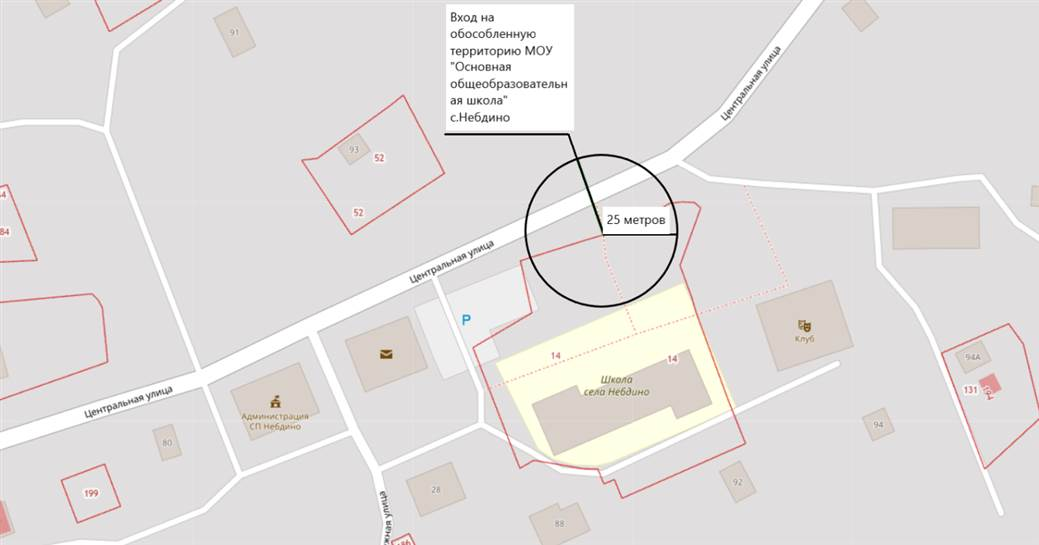 Вход на
обособленную
территорию МОУ
"Основная
общеобразовательн
ая школа"
с.Небдино
91
Центральная улица
93
52
52
84
25 метров
Центральная улица
P
Клуб
14
14
Школа
села Небдино
94А
131
194
Центральная улица
Администрация
СП Небдино
80
94
199
28
92
88